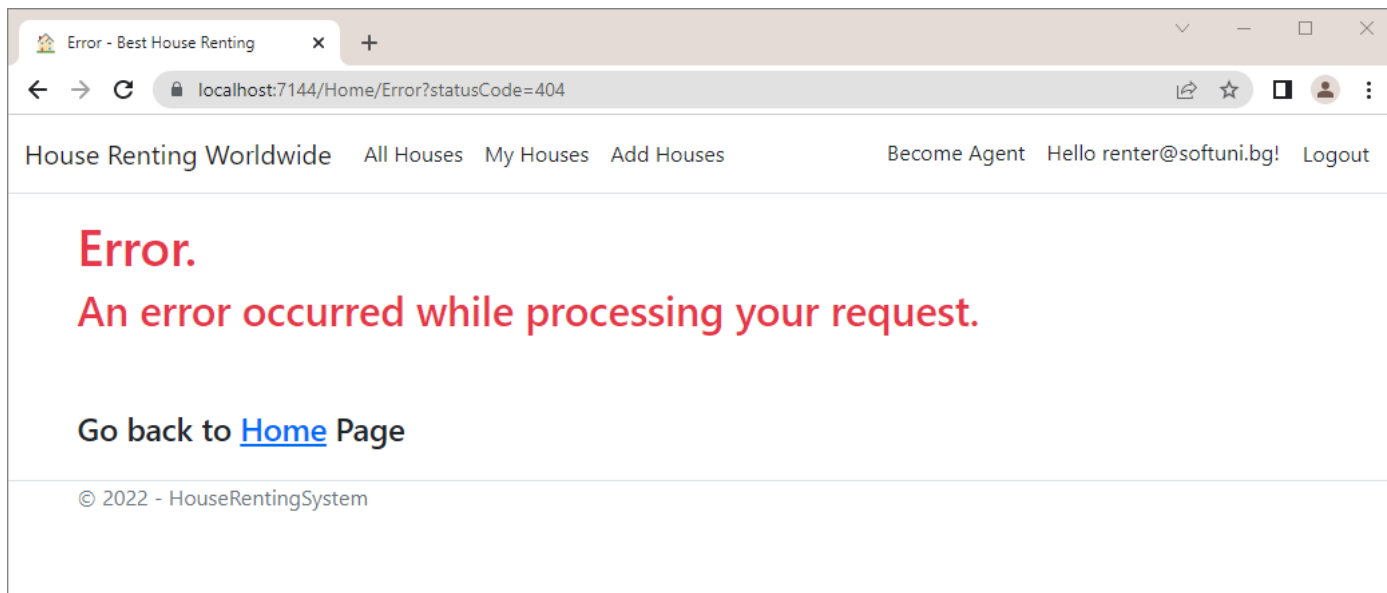 Error - Best House Renting
localhost:7144/Home/Error?statusCode=404
House Renting Worldwide All Houses My Houses Add Houses Become Agent Hello renter@softuni.bg! Logout
Error.
An error occurred while processing your request.
Go back to Home Page
© 2022 - HouseRentingSystem